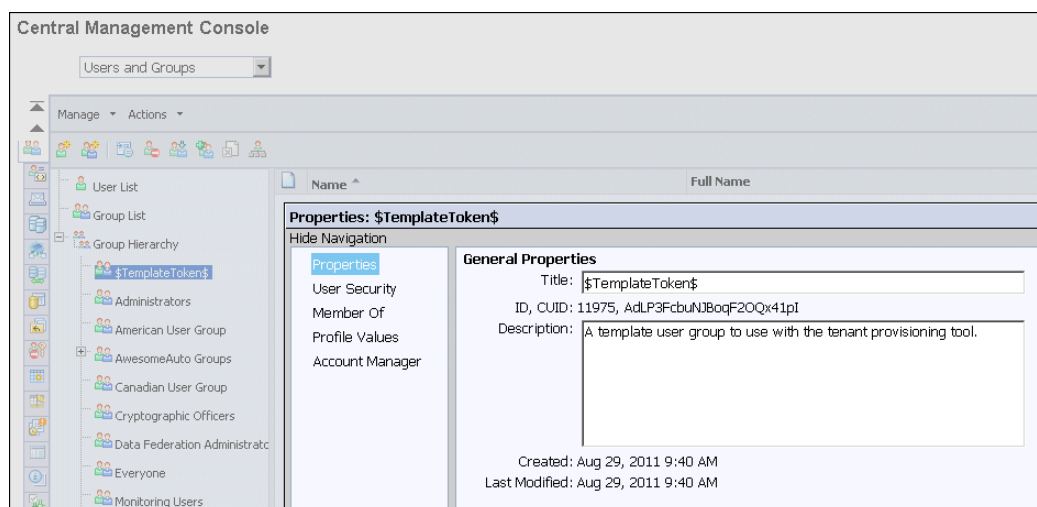 Central Management Console
Users and Groups
Manage Actions
Name Full Name
User List
Group List
Group Hierarchy
$TemplateToken$
Administrators
American User Group
AwesomeAuto Groups
Canadian User Group
Cryptographic Officers
Data Federation Administratc
Everyone
Monitoring Users
Properties: $TemplateToken$
Hide Navigation
Properties
User Security
Member Of
Profile Values
Account Manager
General Properties
Title: $TemplateToken$
ID, CUID: 11975, AdLP3FcbuNJBoqF2OQx41pI
Description: A template user group to use with the tenant provisioning tool.
Created: Aug 29, 2011 9:40 AM
Last Modified: Aug 29, 2011 9:40 AM